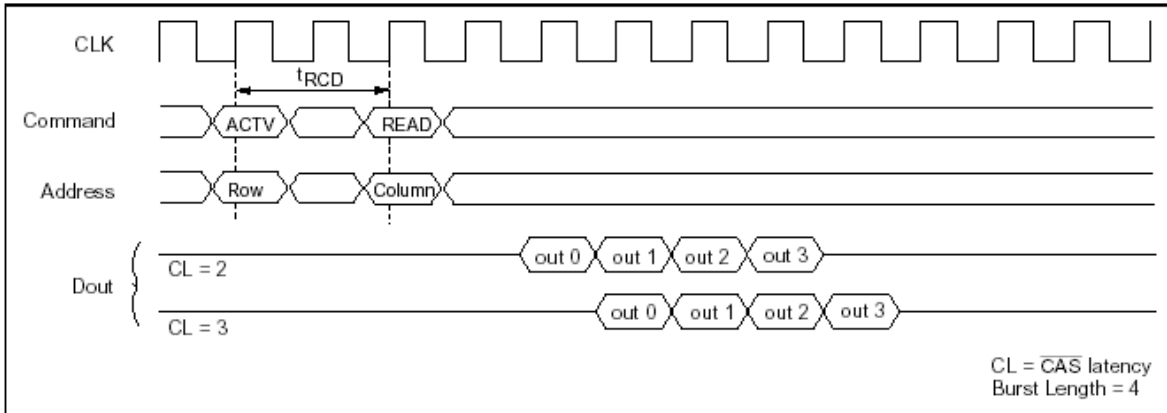 CLK
tRCD
Command
ACTV
READ
Address
Row
Column
Dout
CL = 2
out 0
out 1
out 2
out 3
CL = 3
out 0
out 1
out 2
out 3
CL = C̅A̅S̅ latency
Burst Length = 4